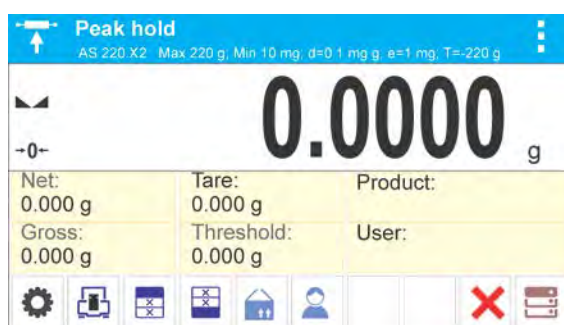 Peak hold
AS 220 X2 Max 220 g; Min 10 mg; d=0.1 mg g; e=1 mg; T=-220 g
→0←
0.0000 g
Net: Tare: Product:
0.000 g 0.000 g
Gross: Threshold: User:
0.000 g 0.000 g